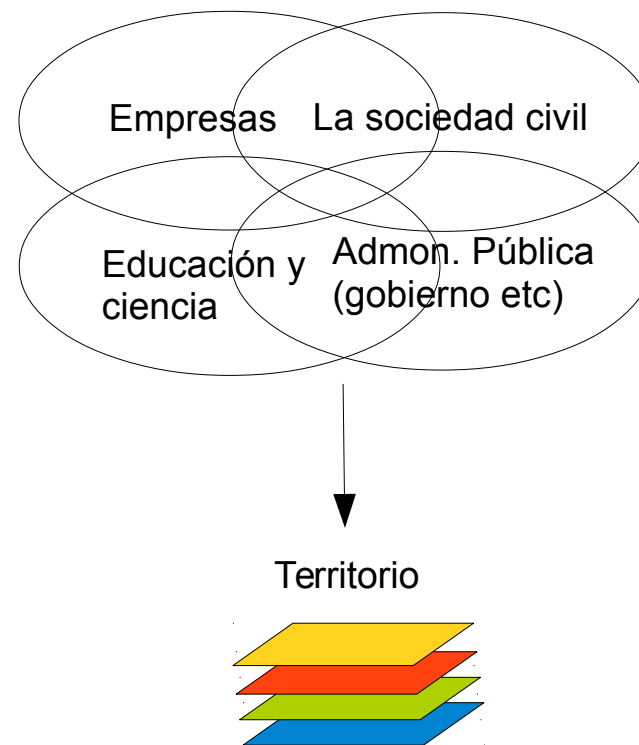 Empresas
La sociedad civil
Educación y
ciencia
Admon. Pública
(gobierno etc)
Territorio